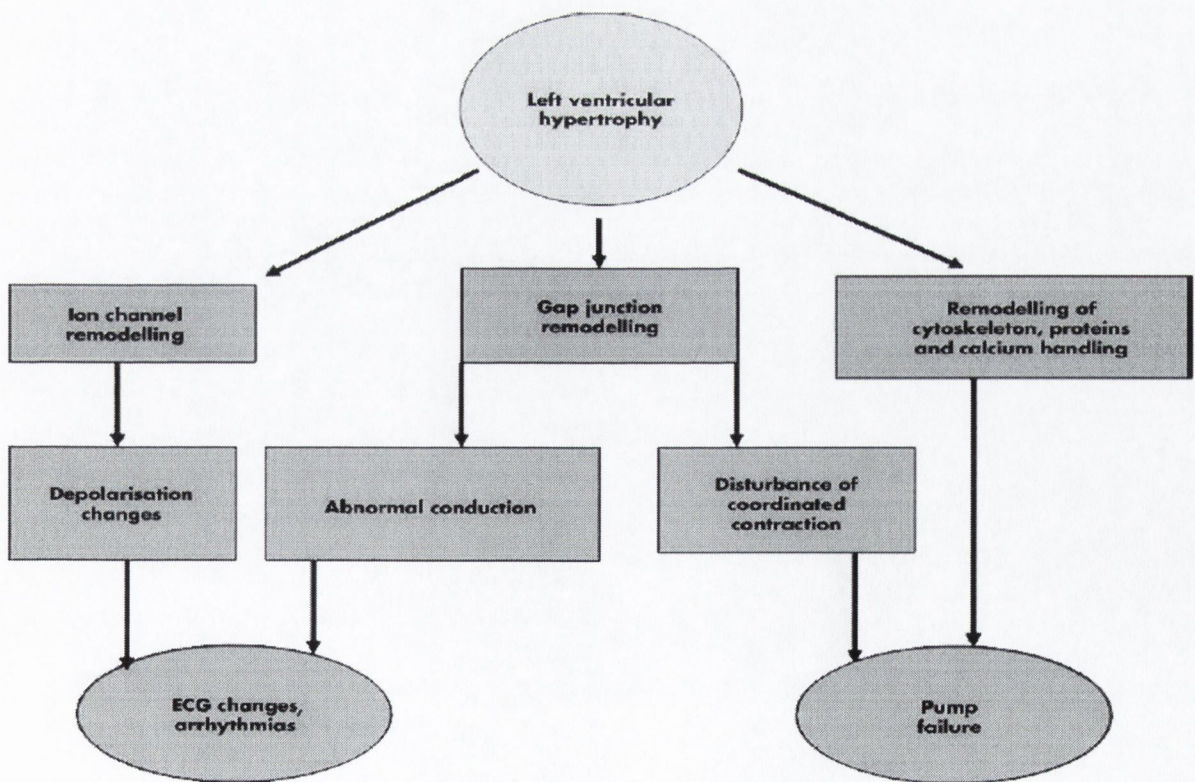 Left ventricular
hypertrophy
Ion channel
remodelling
Gap junction
remodelling
Remodelling of
cytoskeleton, proteins
and calcium handling
Depolarisation
changes
Abnormal conduction
Disturbance of
coordinated
contraction
ECG changes,
arrhythmias
Pump
failure